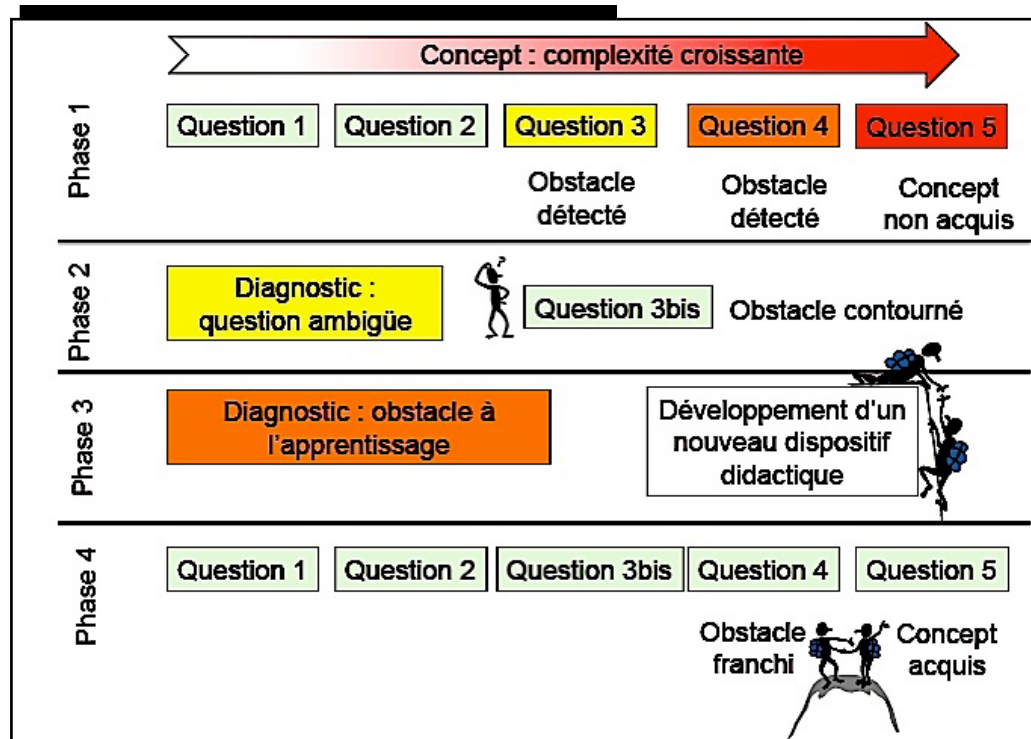 Concept : complexité croissante
Phase 1
Question 1 Question 2 Question 3 Question 4 Question 5
Obstacle détecté
Obstacle détecté
Concept non acquis
Phase 2
Diagnostic :
question ambigüe
?
Question 3bis
Obstacle contourné
Phase 3
Diagnostic : obstacle à
l'apprentissage
Développement d'un
nouveau dispositif
didactique
Phase 4
Question 1 Question 2 Question 3bis Question 4 Question 5
Obstacle
franchi
Concept
acquis